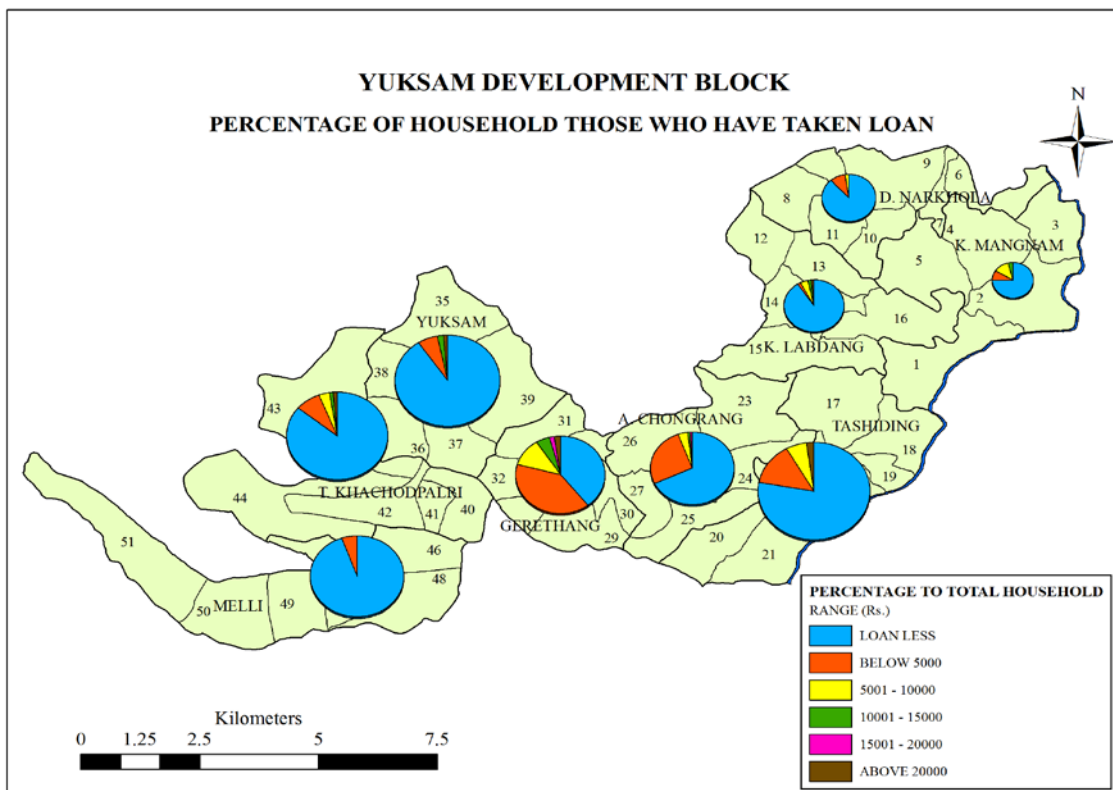 YUKSAM DEVELOPMENT BLOCK
PERCENTAGE OF HOUSEHOLD THOSE WHO HAVE TAKEN LOAN
N
9
6
8
D. NARKHOLA
3
7
4
12
11
10
K. MANGNAM
13
5
35
14
2
16
YUKSAM
15
K. LABDANG
1
38
43
39
23
17
31
A. CHONGRANG
TASHIDING
26
37
36
18
32
24
19
44
T. KHACHODPALRI
27
42
41
40
30
25
GERETHANG
29
20
51
46
21
48
50
MELLI
49
PERCENTAGE TO TOTAL HOUSEHOLD
RANGE (Rs.)
LOAN LESS
BELOW 5000
5001 - 10000
10001 - 15000
15001 - 20000
ABOVE 20000
Kilometers
0 1.25 2.5 5 7.5